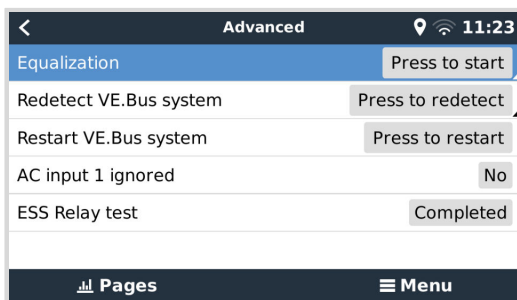 Advanced 11:23
Equalization Press to start
Redetect VE.Bus system Press to redetect
Restart VE.Bus system Press to restart
AC input 1 ignored No
ESS Relay test Completed
Pages Menu